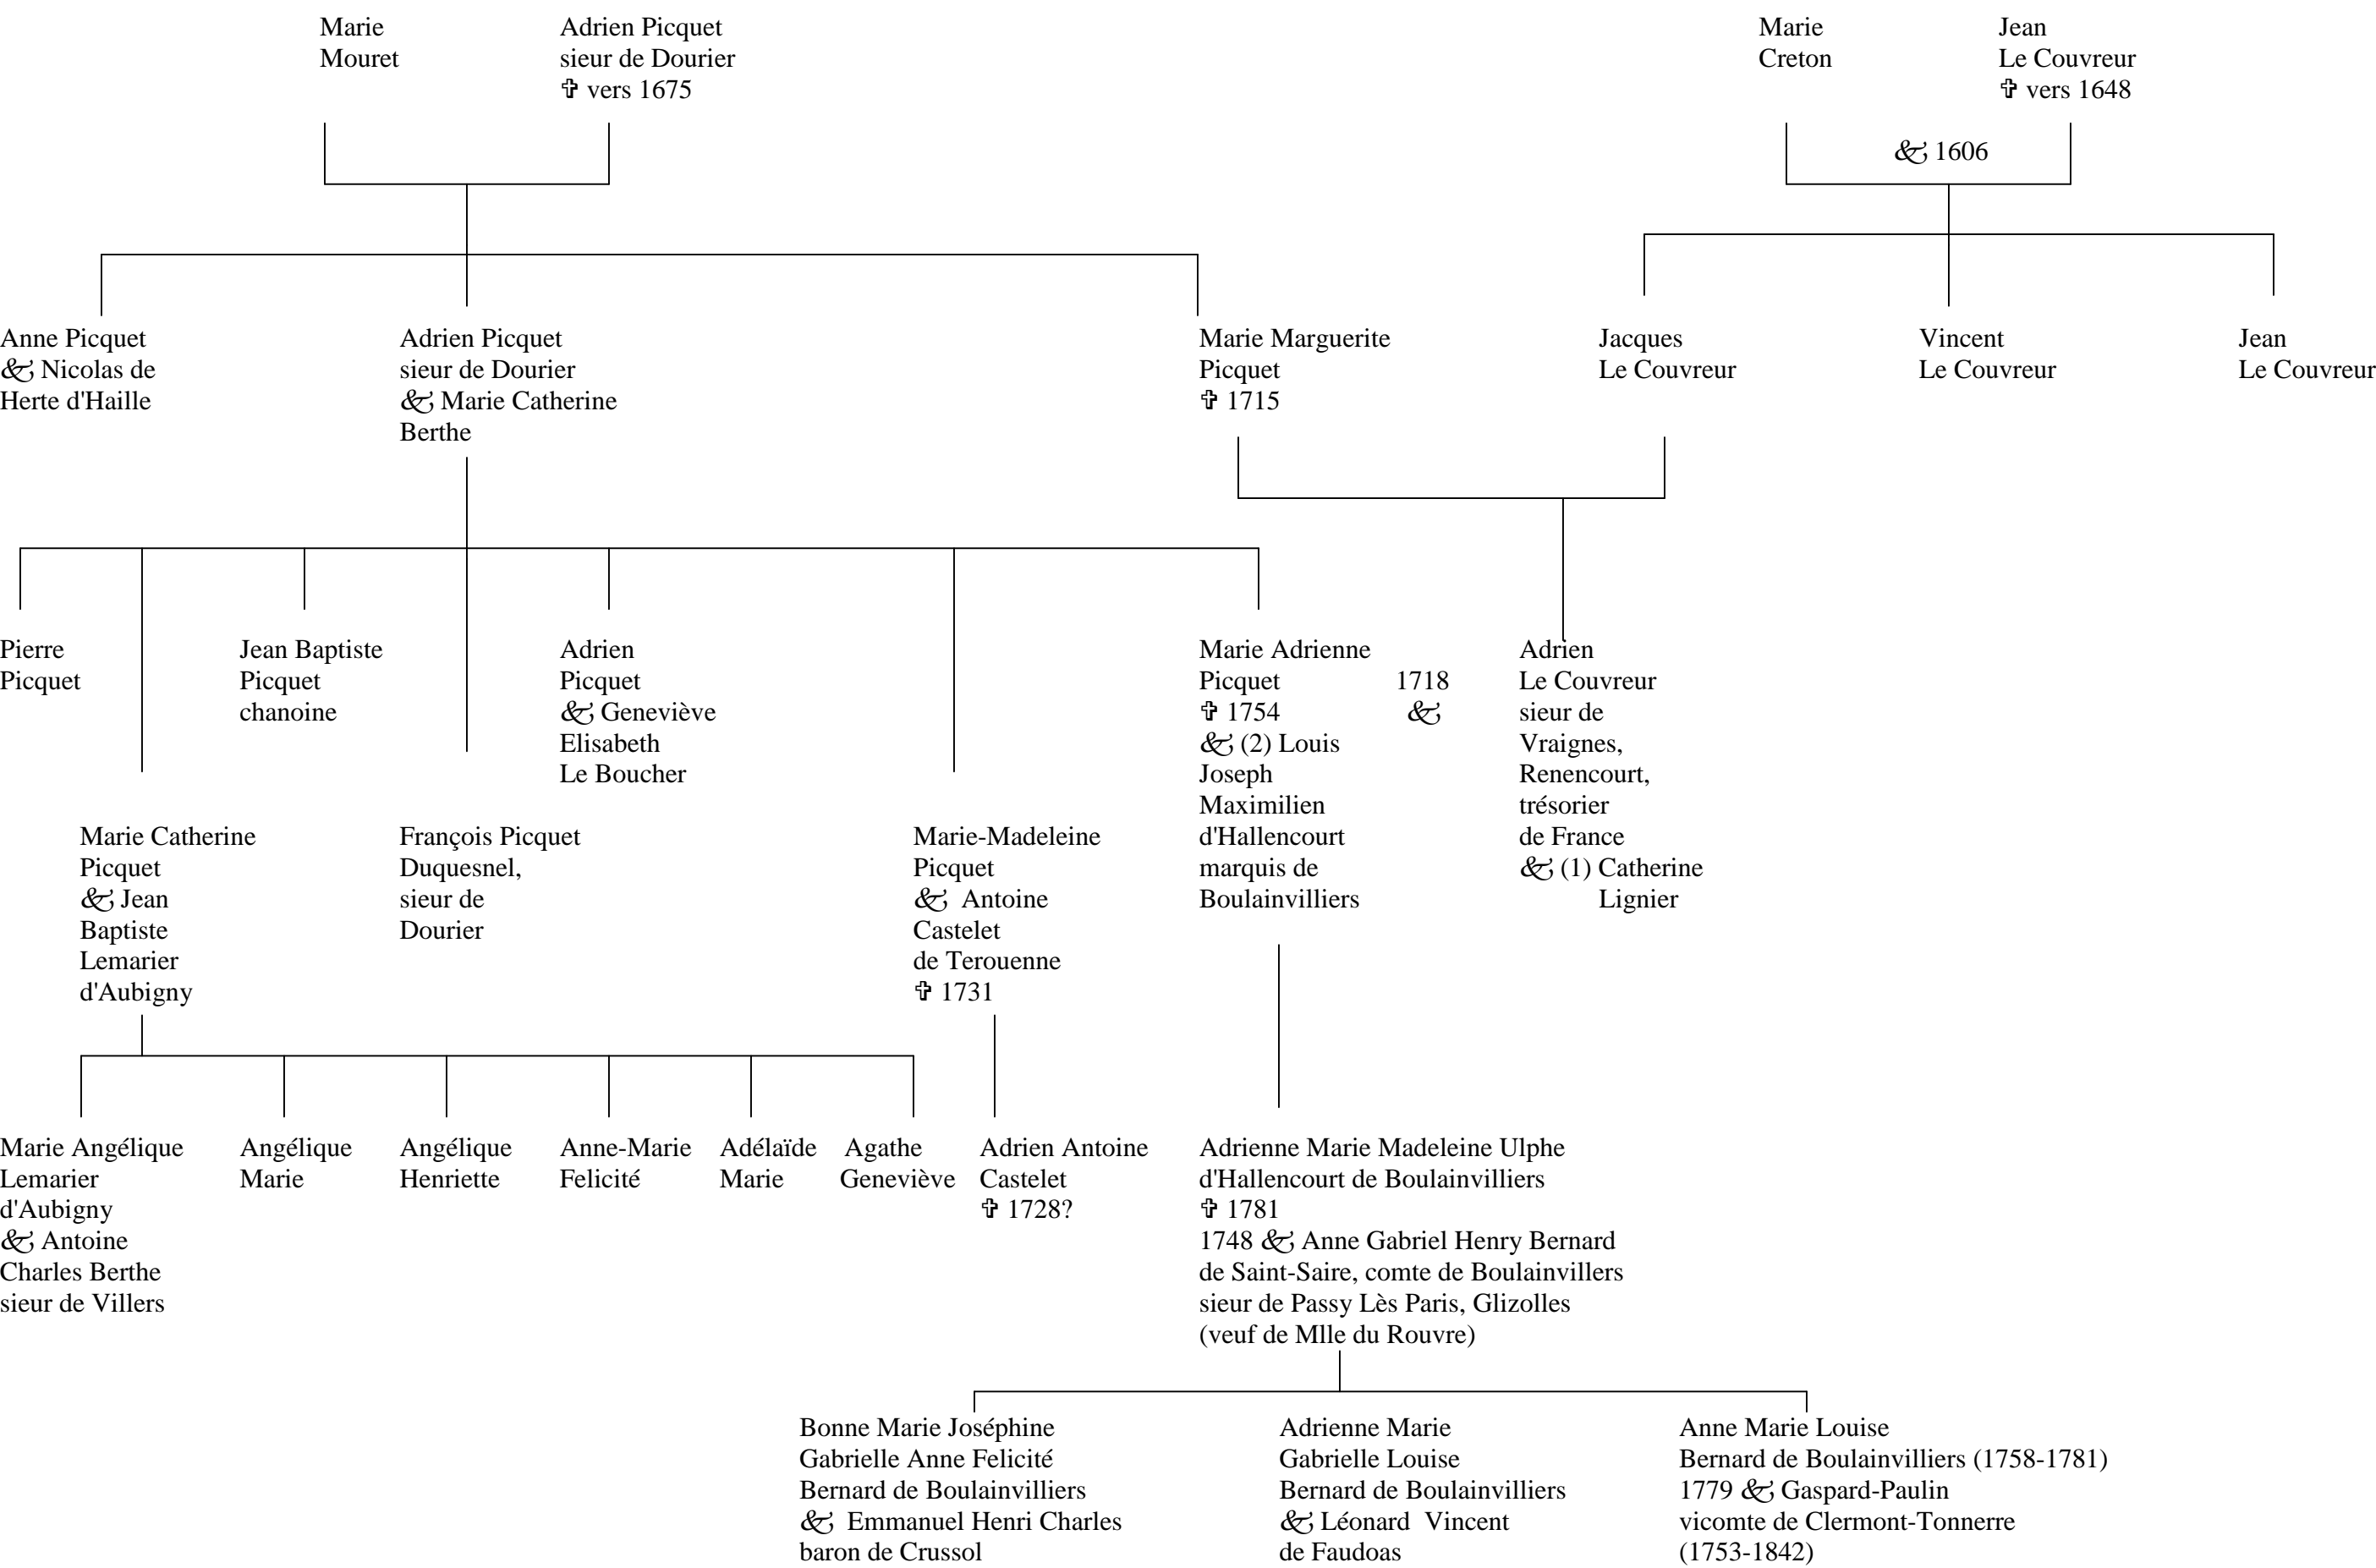 Marie
Mouret
Adrien Picquet
sieur de Dourier
✞ vers 1675
Marie
Creton
Jean
Le Couvreur
✞ vers 1648
& 1606
Anne Picquet
& Nicolas de
Herte d'Haille
Adrien Picquet
sieur de Dourier
& Marie Catherine
Berthe
Marie Marguerite
Picquet
✞ 1715
Jacques
Le Couvreur
Vincent
Le Couvreur
Jean
Le Couvreur
Pierre
Picquet
Jean Baptiste
Picquet
chanoine
Adrien
Picquet
& Geneviève
Elisabeth
Le Boucher
Marie Adrienne
Picquet
✞ 1754
& (2) Louis
Joseph
Maximilien
d'Hallencourt
marquis de
Boulainvilliers
1718
&
Adrien
Le Couvreur
sieur de
Vraignes,
Renencourt,
trésorier
de France
& (1) Catherine
Lignier
Marie Catherine
Picquet
& Jean
Baptiste
Lemarier
d'Aubigny
François Picquet
Duquesnel,
sieur de
Dourier
Marie-Madeleine
Picquet
& Antoine
Castelet
de Terouenne
✞ 1731
Marie Angélique
Lemarier
d'Aubigny
& Antoine
Charles Berthe
sieur de Villers
Angélique
Marie
Angélique
Henriette
Anne-Marie
Felicité
Adélaïde
Marie
Agathe
Geneviève
Adrien Antoine
Castelet
✞ 1728?
Adrienne Marie Madeleine Ulphe
d'Hallencourt de Boulainvilliers
✞ 1781
1748 & Anne Gabriel Henry Bernard
de Saint-Saire, comte de Boulainvillers
sieur de Passy Lès Paris, Glizolles
(veuf de Mlle du Rouvre)
Bonne Marie Joséphine
Gabrielle Anne Felicité
Bernard de Boulainvilliers
& Emmanuel Henri Charles
baron de Crussol
Adrienne Marie
Gabrielle Louise
Bernard de Boulainvilliers
& Léonard Vincent
de Faudoas
Anne Marie Louise
Bernard de Boulainvilliers (1758-1781)
1779 & Gaspard-Paulin
vicomte de Clermont-Tonnerre
(1753-1842)